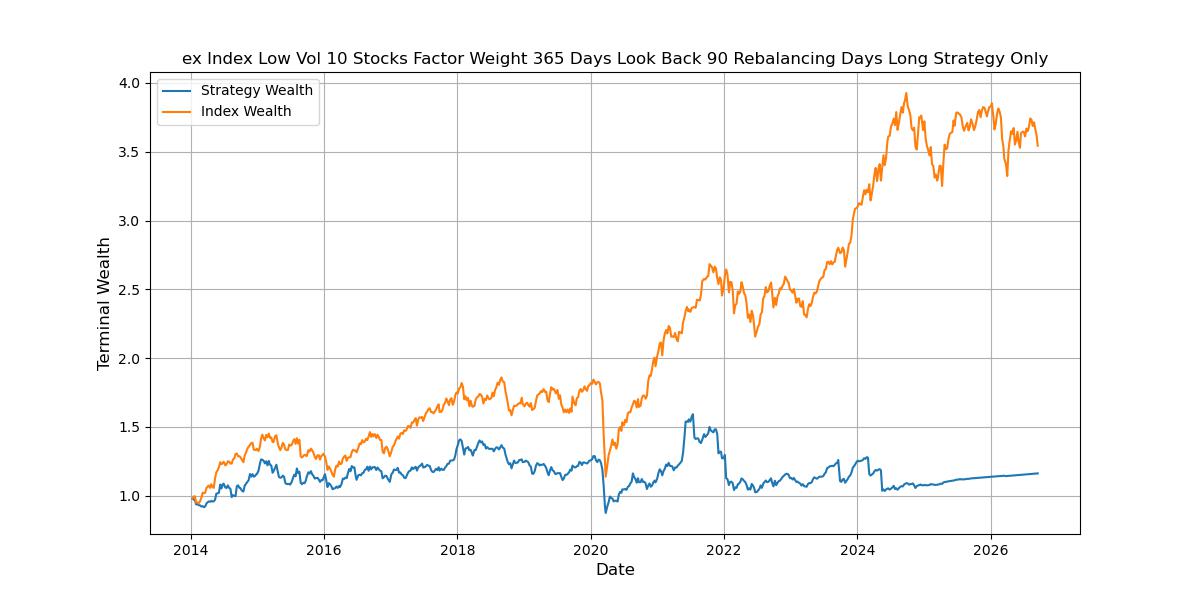 ex Index Low Vol 10 Stocks Factor Weight 365 Days Look Back 90 Rebalancing Days Long Strategy Only
Strategy Wealth
Index Wealth
Terminal Wealth
4.0
3.5
3.0
2.5
2.0
1.5
1.0
2014 2016 2018 2020 2022 2024 2026
Date